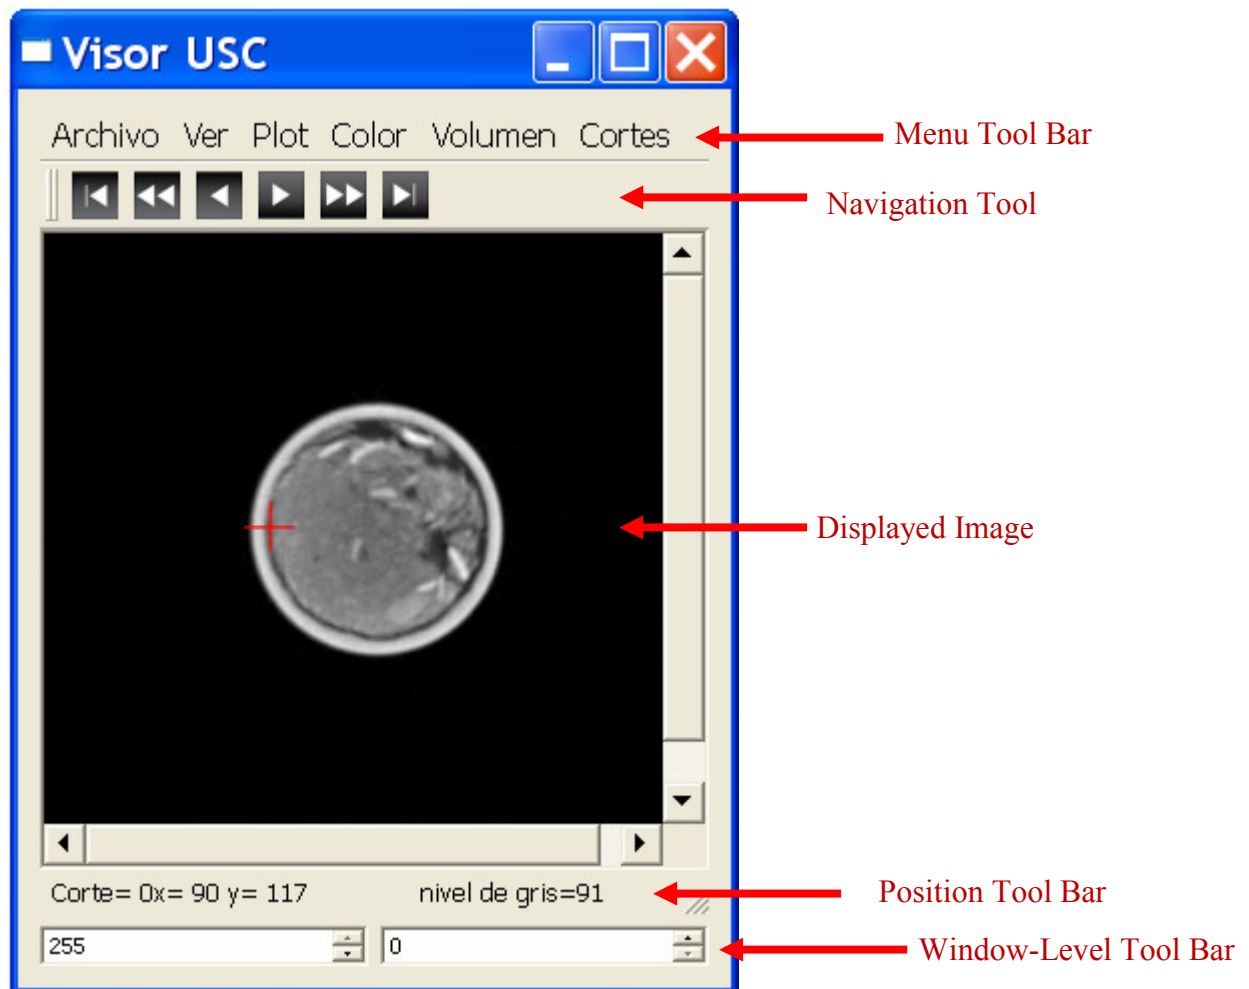 Visor USC
Archivo Ver Plot Color Volumen Cortes
Menu Tool Bar
Navigation Tool
Displayed Image
Corte= 0x= 90 y= 117 nivel de gris=91
Position Tool Bar
255 0
Window-Level Tool Bar